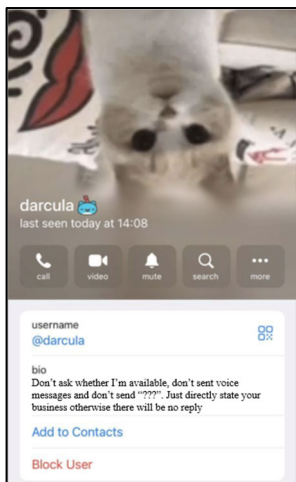 darcula
last seen today at 14:08
call video mute search more
username
@darcula
bio
Don't ask whether I'm available, don't sent voice
messages and don't send "???". Just directly state your
business otherwise there will be no reply
Add to Contacts
Block User